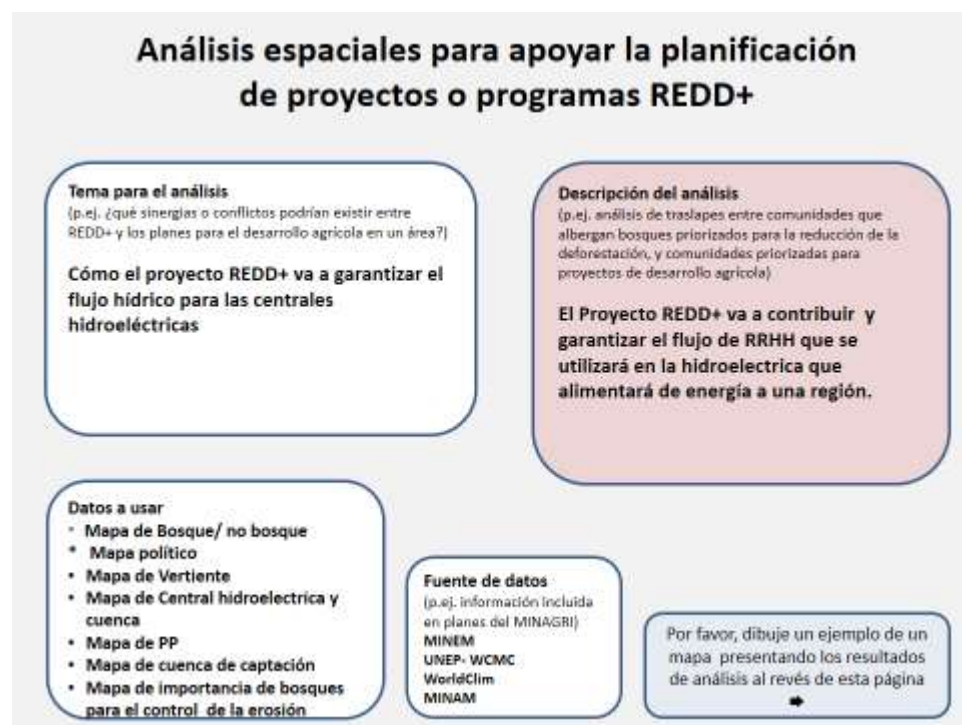 Análisis espaciales para apoyar la planificación
de proyectos o programas REDD+
Tema para el análisis
(p.ej. ¿qué sinergias o conflictos podrían existir entre
REDD+ y los planes para el desarrollo agrícola en un área?)
Cómo el proyecto REDD+ va a garantizar el
flujo hídrico para las centrales
hidroeléctricas
Descripción del análisis
(p.ej. análisis de traslapes entre comunidades que
albergan bosques priorizados para la reducción de la
deforestación, y comunidades priorizadas para
proyectos de desarrollo agrícola)
El Proyecto REDD+ va a contribuir y
garantizar el flujo de RRHH que se
utilizará en la hidroelectrica que
alimentará de energía a una región.
Datos a usar
• Mapa de Bosque/ no bosque
• Mapa político
• Mapa de Vertiente
• Mapa de Central hidroelectrica y
cuenca
• Mapa de PP
• Mapa de cuenca de captación
• Mapa de importancia de bosques
para el control de la erosión
Fuente de datos
(p.ej. información incluida
en planes del MINAGRI)
MINEM
UNEP- WCMC
WorldClim
MINAM
Por favor, dibuje un ejemplo de un
mapa presentando los resultados
de análisis al revés de esta página
➡